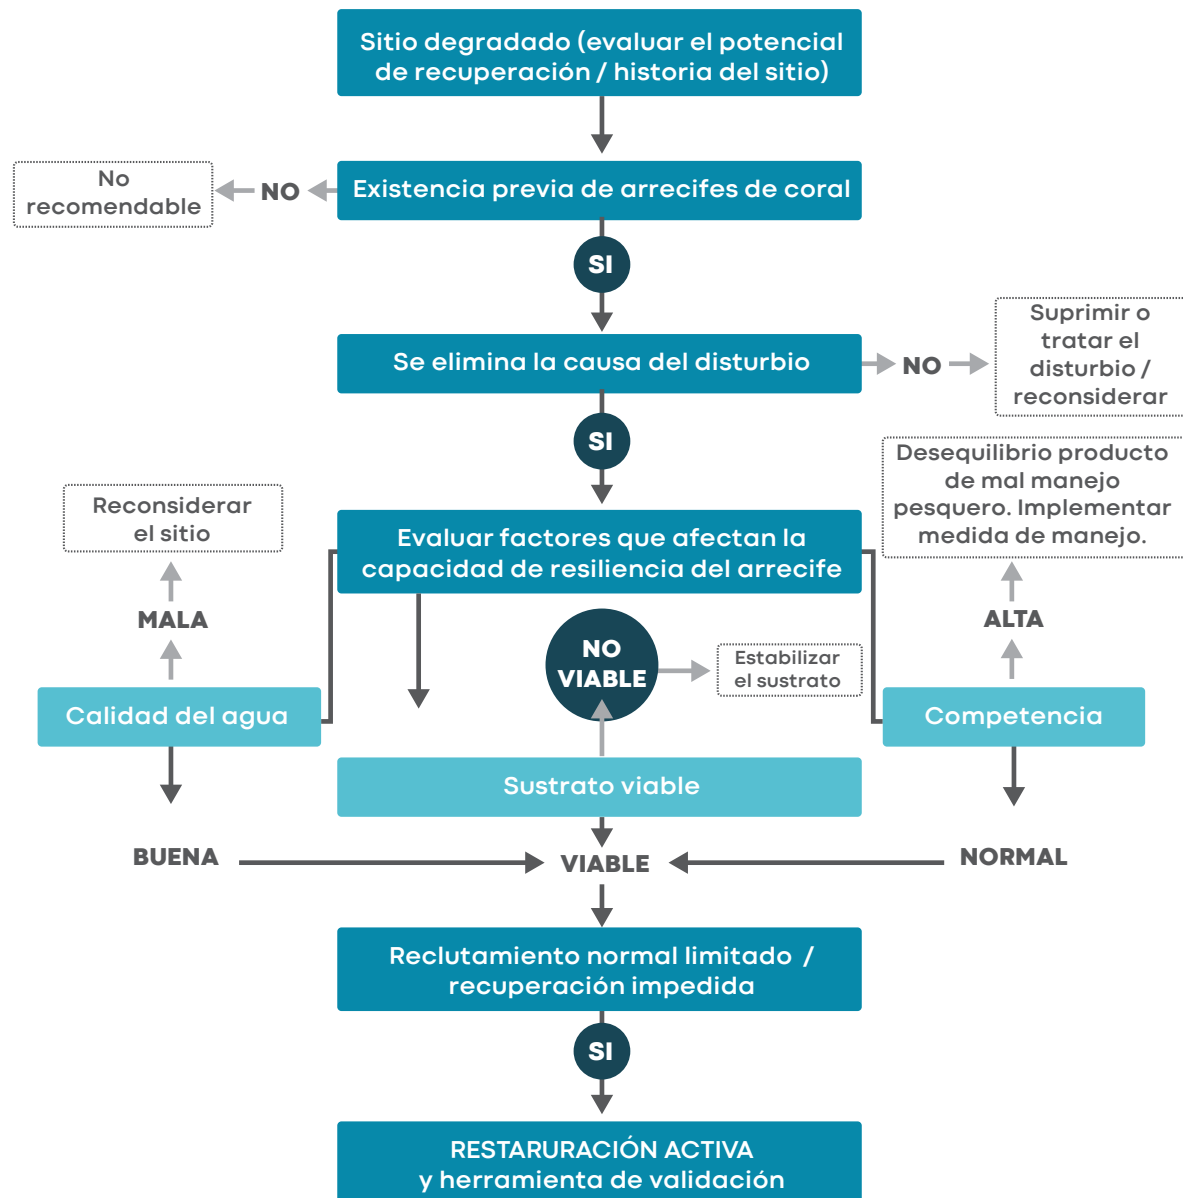 Sitio degradado (evaluar el potencial
de recuperación / historia del sitio)
No
recomendable
NO
Existencia previa de arrecifes de coral
SI
Se elimina la causa del disturbio
NO
Suprimir o
tratar el
disturbio /
reconsiderar
SI
Desequilibrio producto
de mal manejo
pesquero. Implementar
medida de manejo.
Reconsiderar
el sitio
Evaluar factores que afectan la
capacidad de resiliencia del arrecife
MALA
NO
VIABLE
Estabilizar
el sustrato
ALTA
Calidad del agua
Competencia
Sustrato viable
BUENA
VIABLE
NORMAL
Reclutamiento normal limitado /
recuperación impedida
SI
RESTARURACIÓN ACTIVA
y herramienta de validación